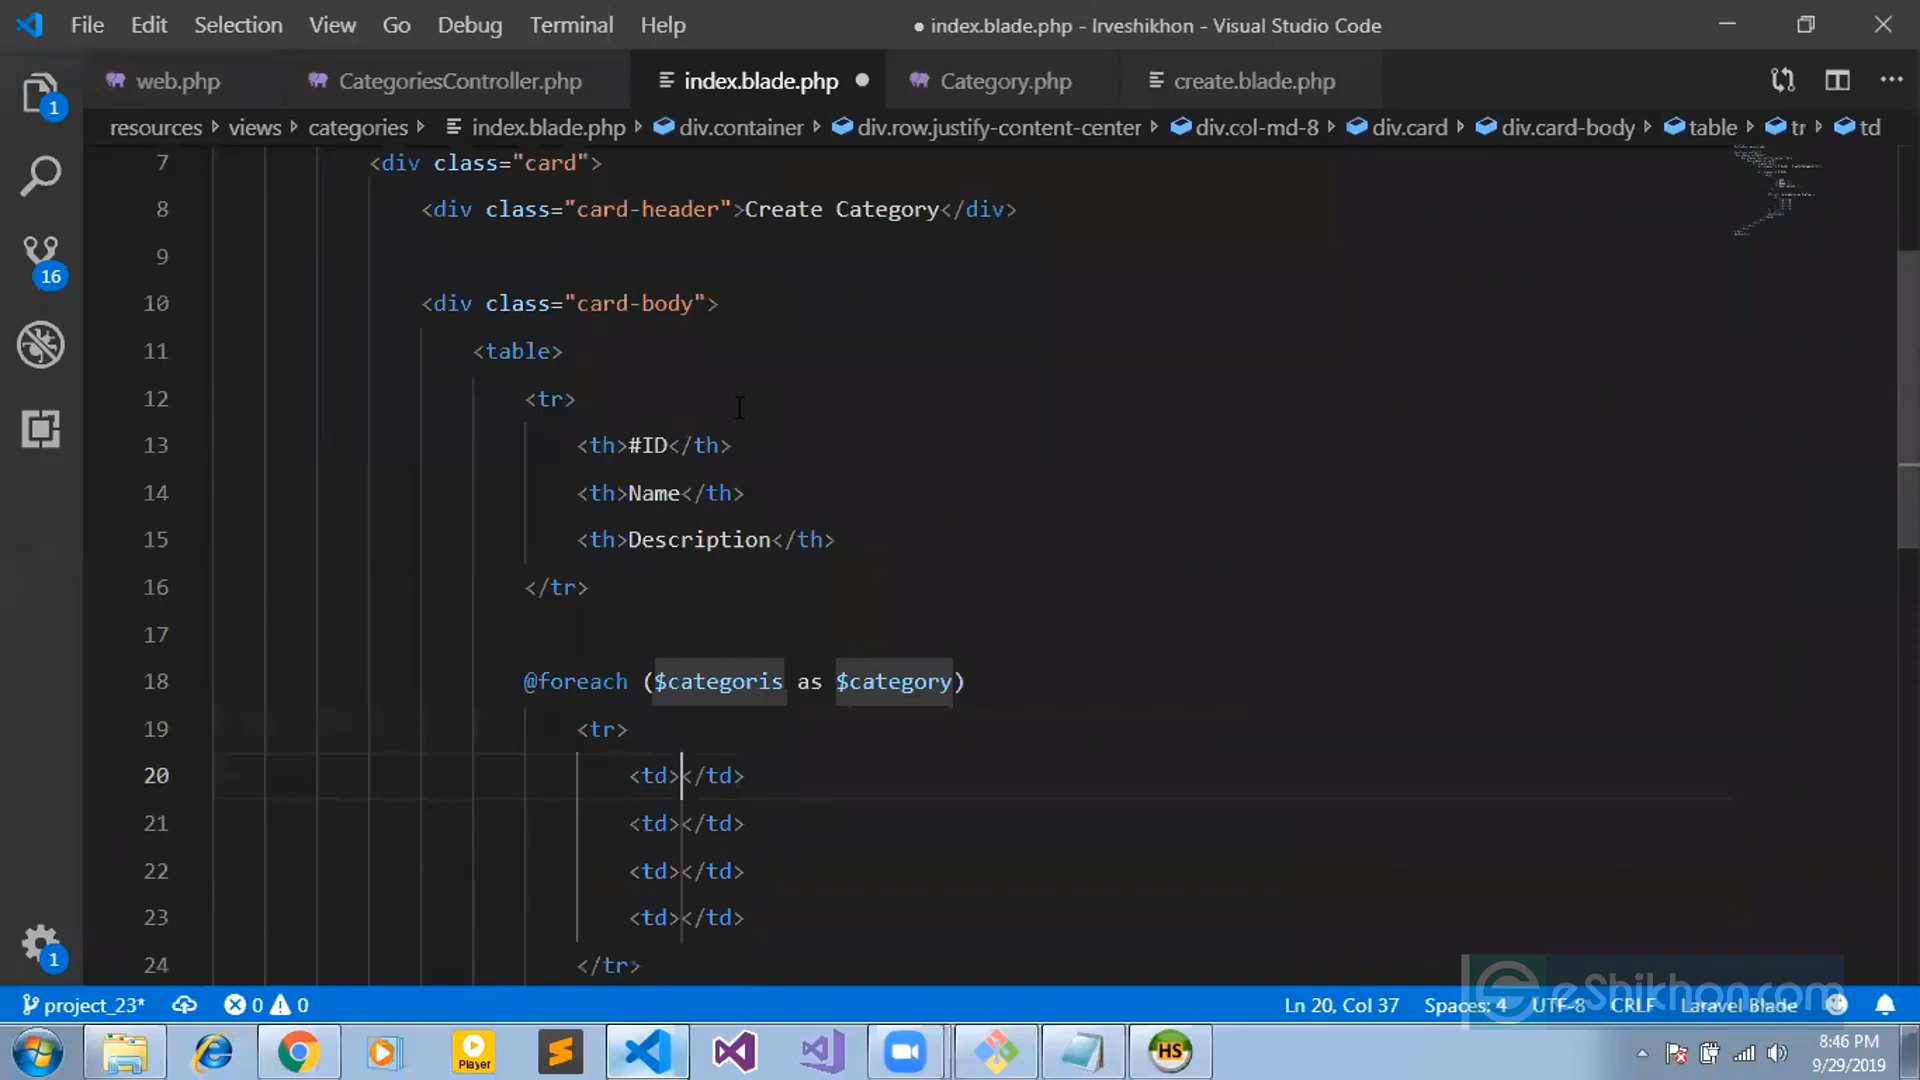 File Edit Selection View Go Debug Terminal Help ● index.blade.php - Irveshikhon - Visual Studio Code
web.php CategoriesController.php index.blade.php Category.php create.blade.php
1
resources views categories index.blade.php div.container div.row.justify-content-center div.col-md-8 div.card div.card-body table tr td
7 <div class="card">
8 <div class="card-header">Create Category</div>
9
16
10 <div class="card-body">
11 <table>
12 <tr>
13 <th>#ID</th>
14 <th>Name</th>
15 <th>Description</th>
16 </tr>
17
18 @foreach ($categoris as $category)
19 <tr>
20 <td></td>
21 <td></td>
22 <td></td>
23 <td></td>
24 </tr>
1
eShikhon.com
project_23* 0 0 Ln 20, Col 37 Spaces: 4 UTF-8 CRLF Laravel Blade
Player
HS
8:46 PM
9/29/2019